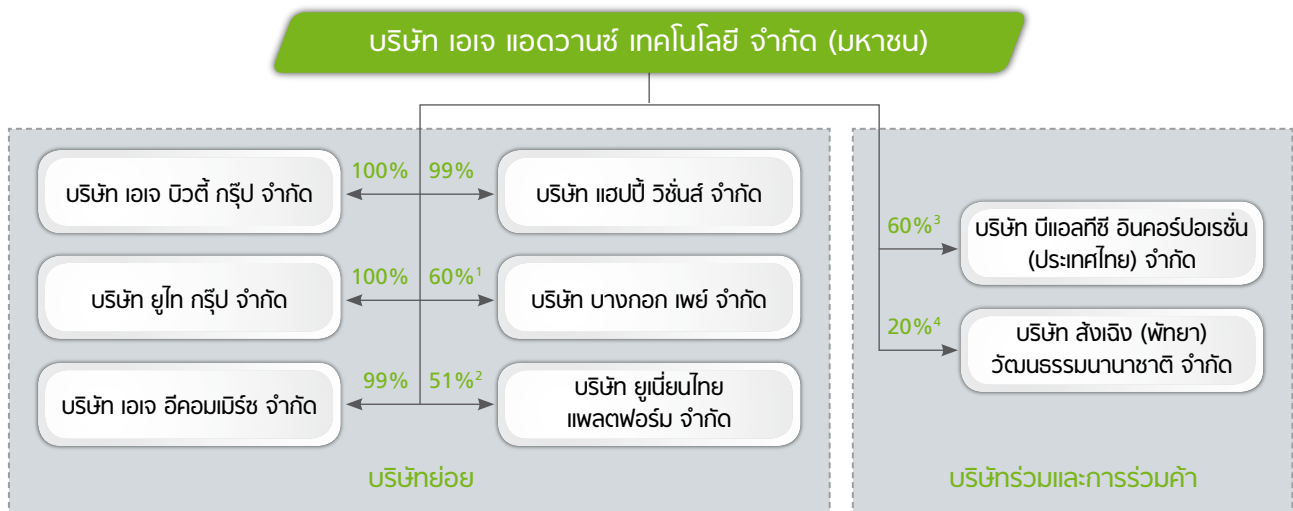 บริษัท เอเจ แอดวานซ์ เทคโนโลยี จำกัด (มหาชน)
100% 99%
บริษัท เอเจ บิวตี้ กรุ๊ป จำกัด
บริษัท แฮปปี้ วิชั่นส์ จำกัด
100% 60%¹
บริษัท ยูไท กรุ๊ป จำกัด
บริษัท บางกอก เพย์ จำกัด
99% 51%²
บริษัท เอเจ อีคอมเมิร์ซ จำกัด
บริษัท ยูเนี่ยนไทย
แพลตฟอร์ม จำกัด
บริษัทย่อย
60%³
บริษัท บีแอลทีซี อินคอร์ปอเรชั่น
(ประเทศไทย) จำกัด
20%⁴
บริษัท สังเฉิง (พัทยา)
วัฒนธรรมนานาชาติ จำกัด
บริษัทร่วมและการร่วมค้า